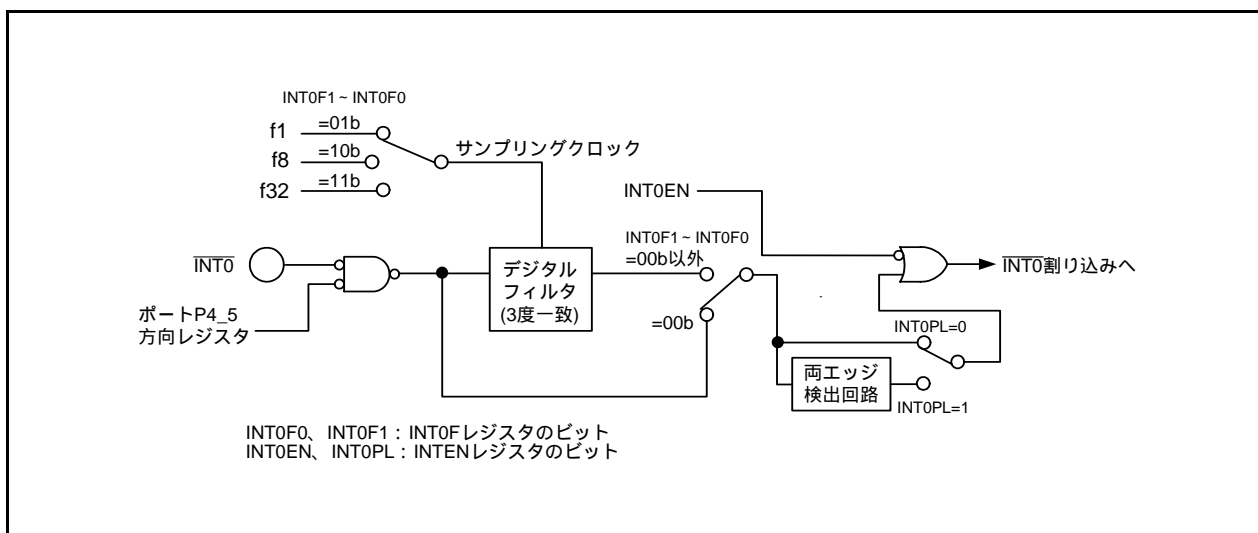 INT0F1~INT0F0
f1 =01b
f8 =10b
f32 =11b
サンプリングクロック
INT0EN
INT0F1~INT0F0
=00b以外
INT0
デジタル
フィルタ
(3度一致)
INT0割り込みへ
ポートP4_5
方向レジスタ
=00b
INT0PL=0
両エッジ
検出回路
INT0PL=1
INT0F0、INT0F1:INT0Fレジスタのビット
INT0EN、INT0PL:INTENレジスタのビット